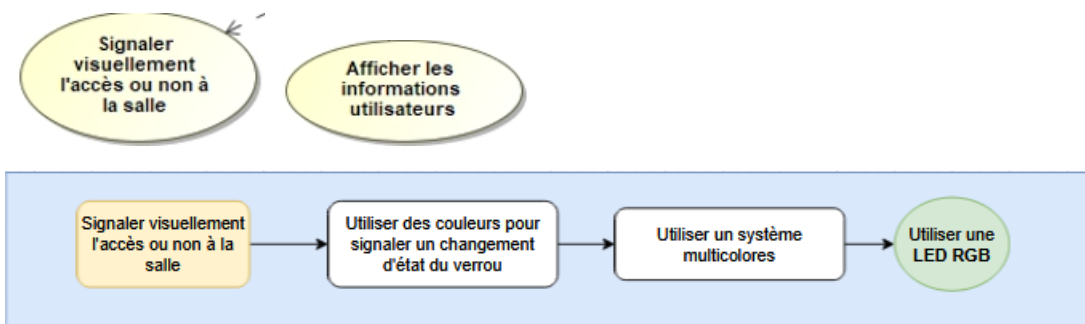 Signaler
visuellement
l'accès ou non à
la salle
Afficher les
informations
utilisateurs
Signaler visuellement
l'accès ou non à la
salle
Utiliser des couleurs pour
signaler un changement
d'état du verrou
Utiliser un système
multicolores
Utiliser une
LED RGB